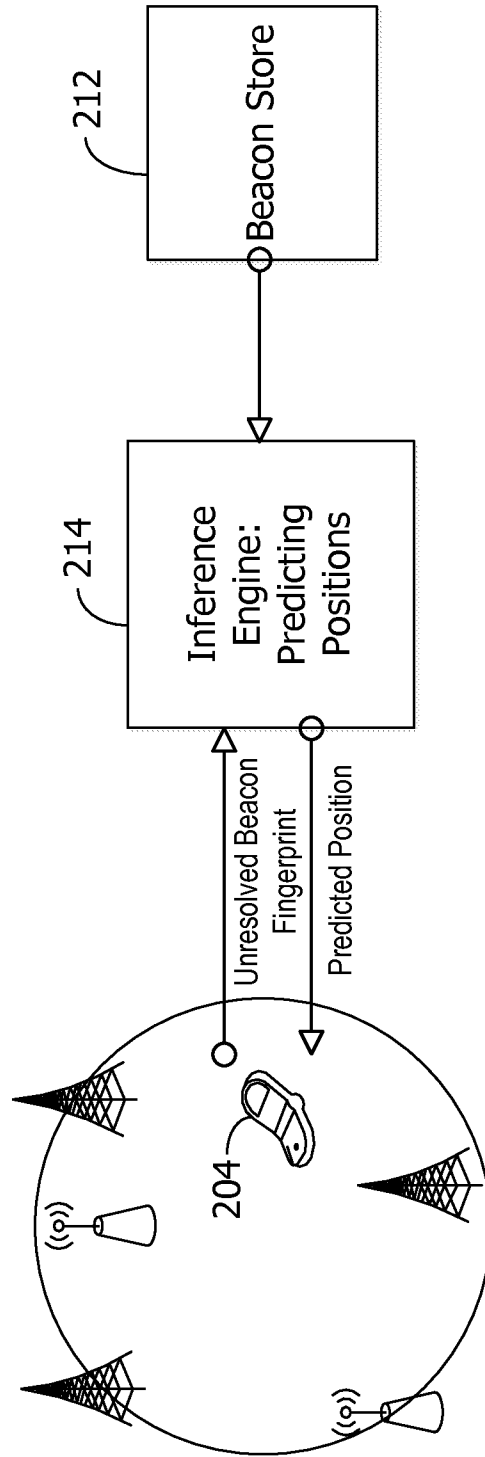 204
Unresolved Beacon
Fingerprint
Predicted Position
214
Inference
Engine:
Predicting
Positions
212
Beacon Store